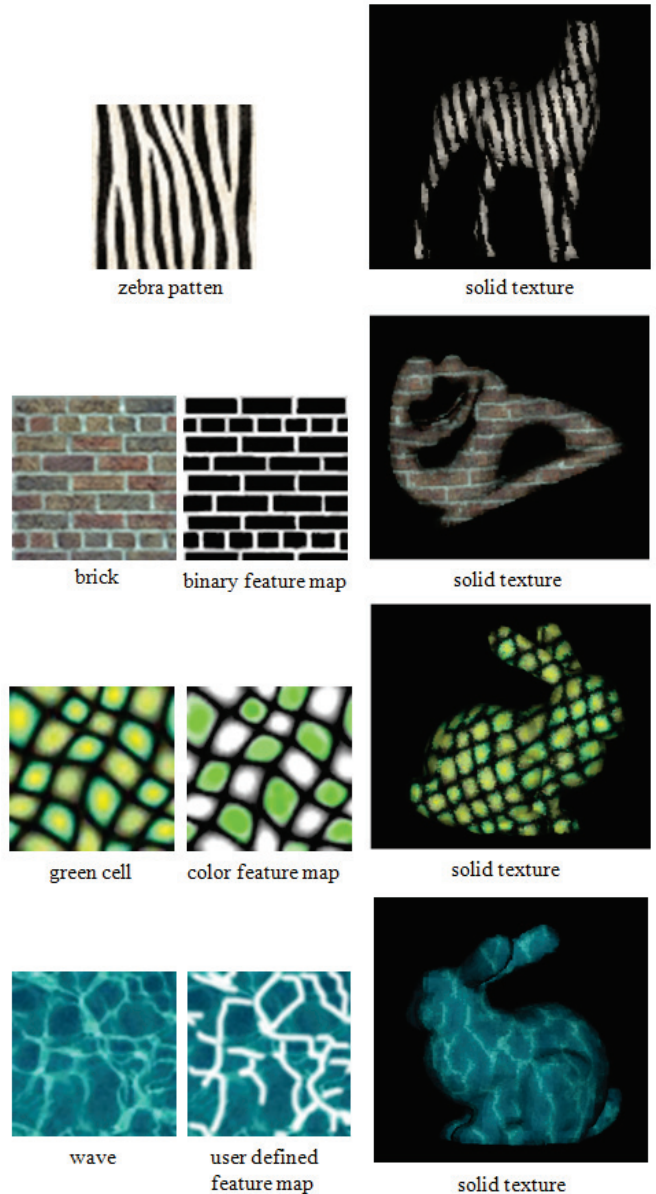 zebra patten
solid texture
brick
binary feature map
solid texture
green cell
color feature map
solid texture
wave
user defined
feature map
solid texture